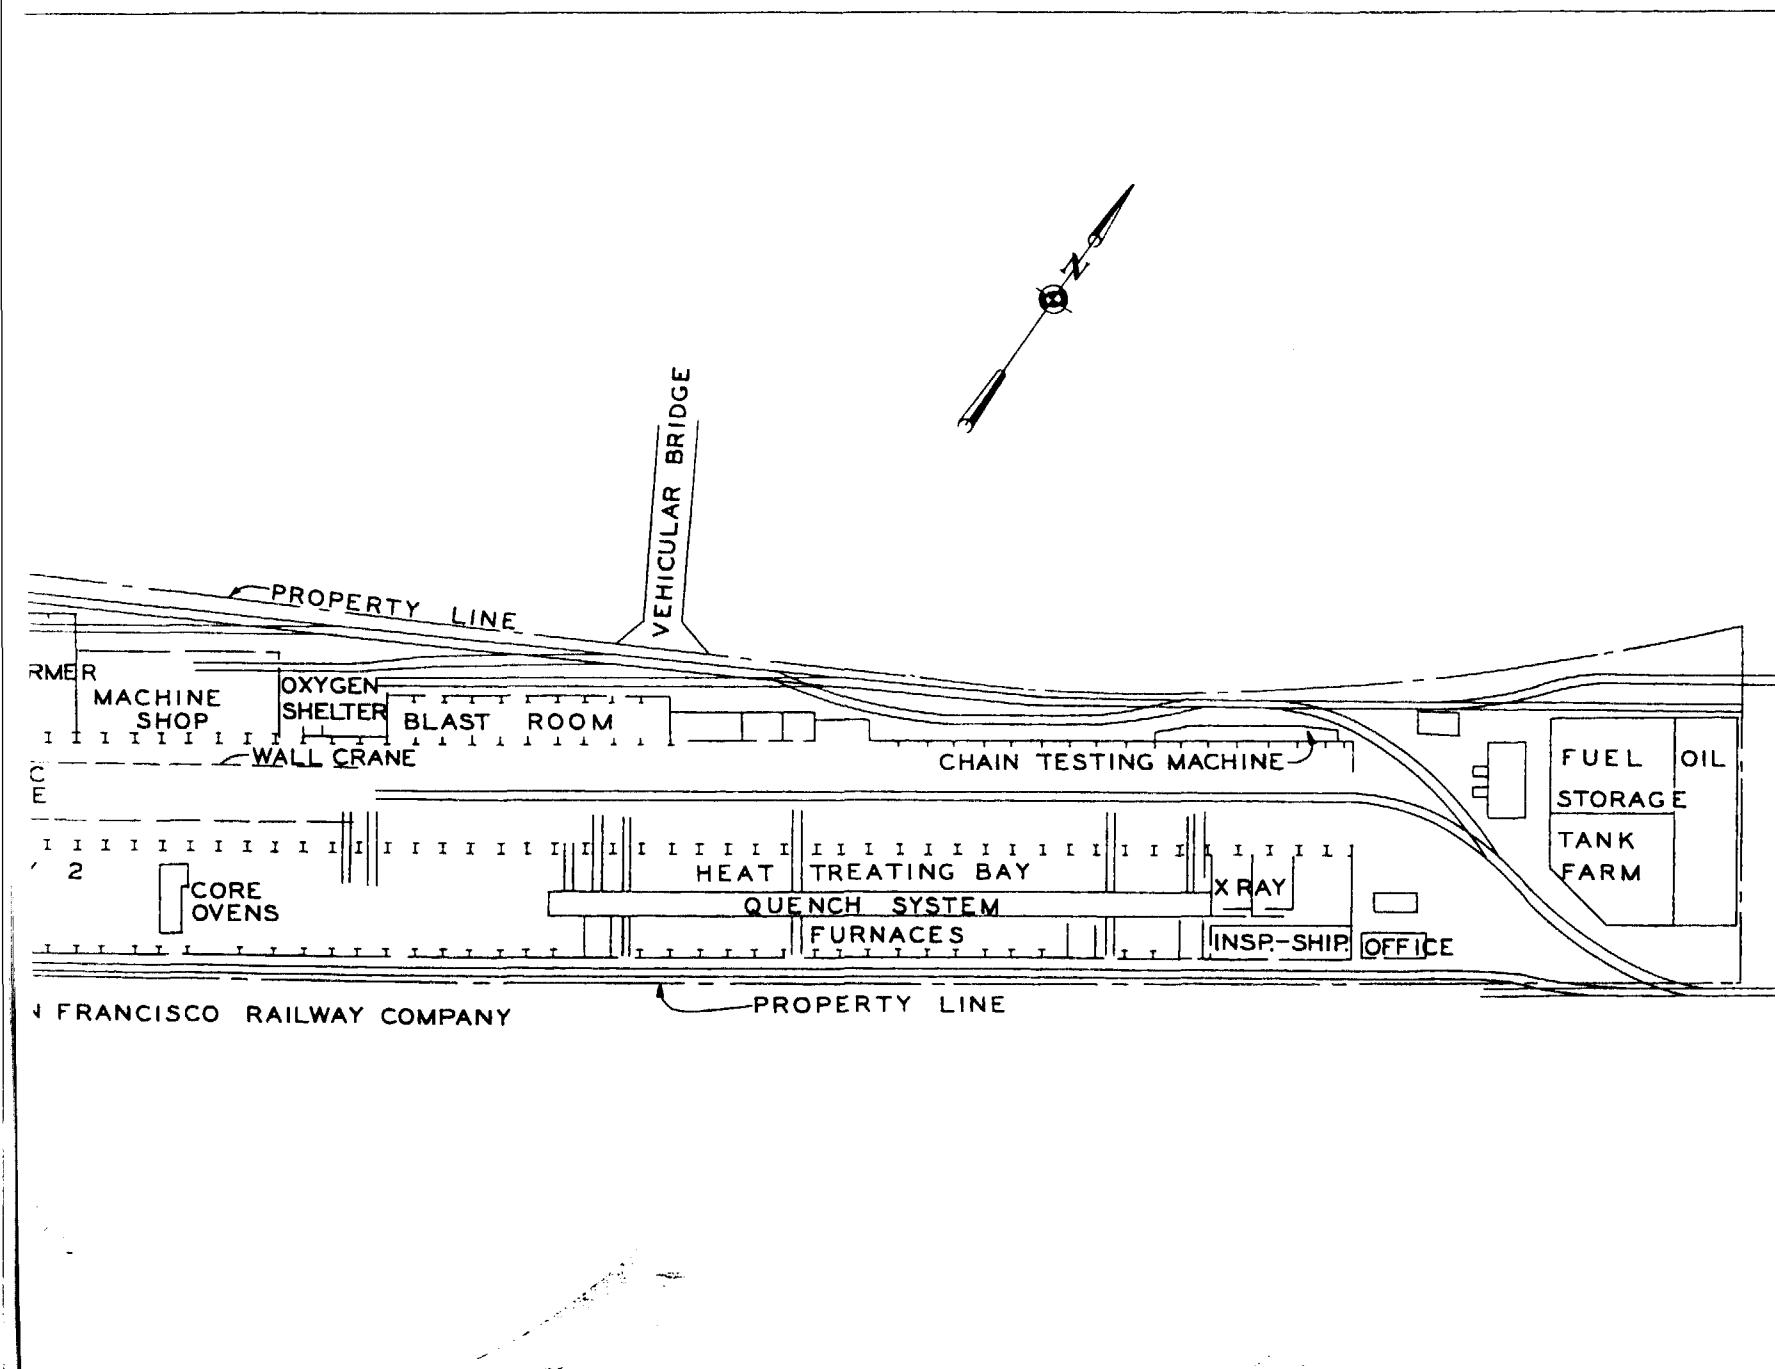 N
VEHICULAR BRIDGE
PROPERTY LINE
RMER
MACHINE
SHOP
OXYGEN
SHELTER
BLAST ROOM
WALL CRANE
CHAIN TESTING MACHINE
FUEL OIL
STORAGE
TANK
FARM
C
E
2
CORE
OVENS
HEAT TREATING BAY
QUENCH SYSTEM
FURNACES
X RAY
INSP.-SHIP.
OFFICE
PROPERTY LINE
N FRANCISCO RAILWAY COMPANY